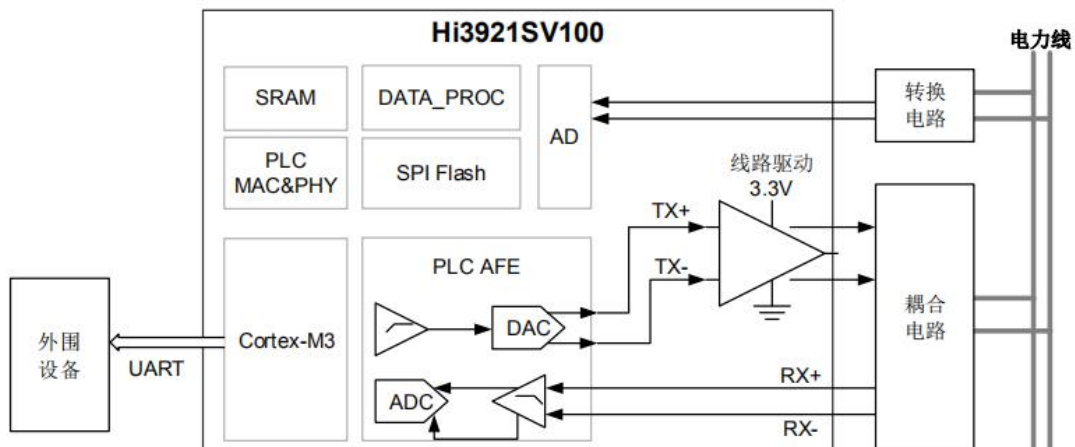 Hi3921SV100
电力线
SRAM
DATA_PROC
AD
转换
电路
PLC
MAC&PHY
SPI Flash
线路驱动
3.3V
TX+
TX-
PLC AFE
DAC
耦合
电路
外围
设备
UART
Cortex-M3
ADC
RX+
RX-